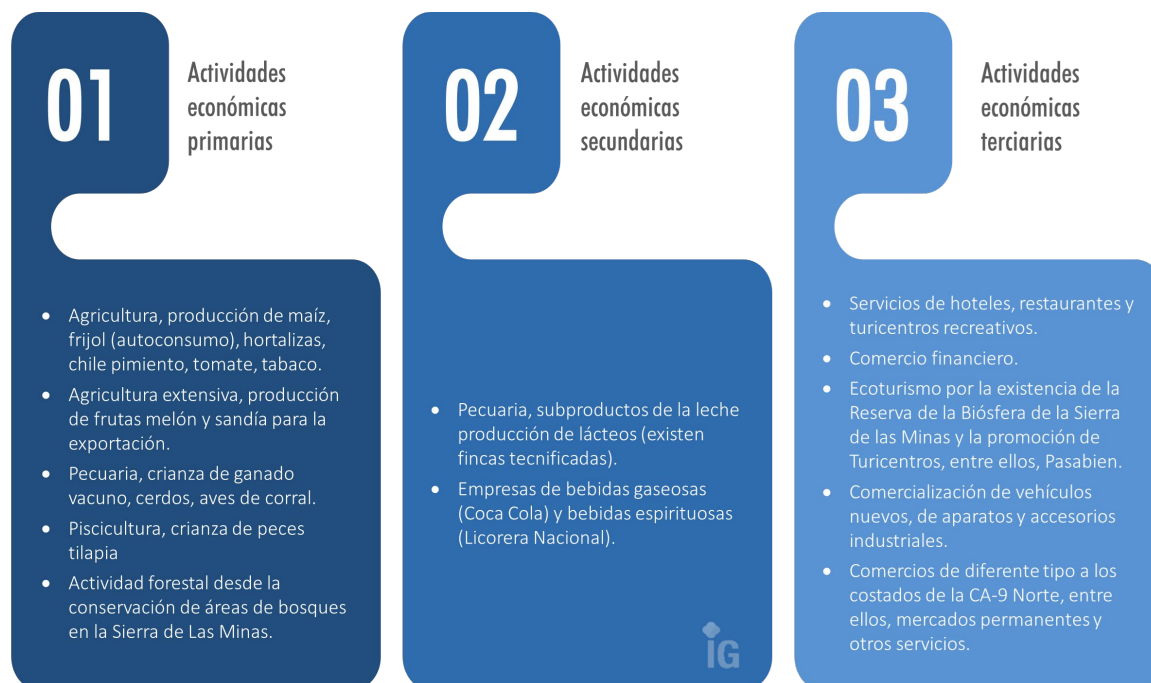 01
Actividades
económicas
primarias
• Agricultura, producción de maíz,
frijol (autoconsumo), hortalizas,
chile pimiento, tomate, tabaco.
• Agricultura extensiva, producción
de frutas melón y sandía para la
exportación.
• Pecuaria, crianza de ganado
vacuno, cerdos, aves de corral.
• Piscicultura, crianza de peces
tilapia
• Actividad forestal desde la
conservación de áreas de bosques
en la Sierra de Las Minas.
02
Actividades
económicas
secundarias
• Pecuaria, subproductos de la leche
producción de lácteos (existen
fincas tecnificadas).
• Empresas de bebidas gaseosas
(Coca Cola) y bebidas espirituosas
(Licorera Nacional).
IG
03
Actividades
económicas
terciarias
• Servicios de hoteles, restaurantes y
turicentros recreativos.
• Comercio financiero.
• Ecoturismo por la existencia de la
Reserva de la Biósfera de la Sierra
de las Minas y la promoción de
Turicentros, entre ellos, Pasabien.
• Comercialización de vehículos
nuevos, de aparatos y accesorios
industriales.
• Comercios de diferente tipo a los
costados de la CA-9 Norte, entre
ellos, mercados permanentes y
otros servicios.